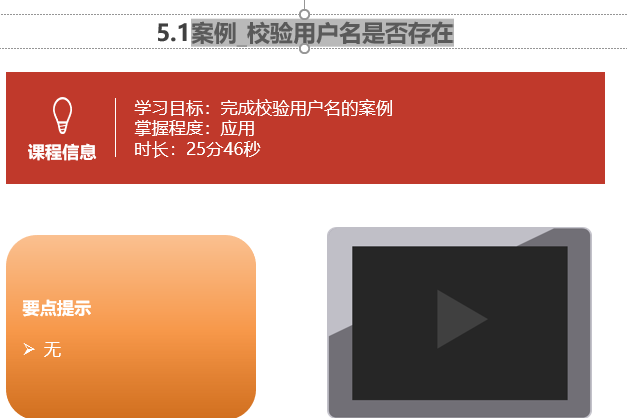 5.1案例_校验用户名是否存在
学习目标：完成校验用户名的案例
掌握程度：应用
时长：25分46秒
课程信息
要点提示
➢ 无